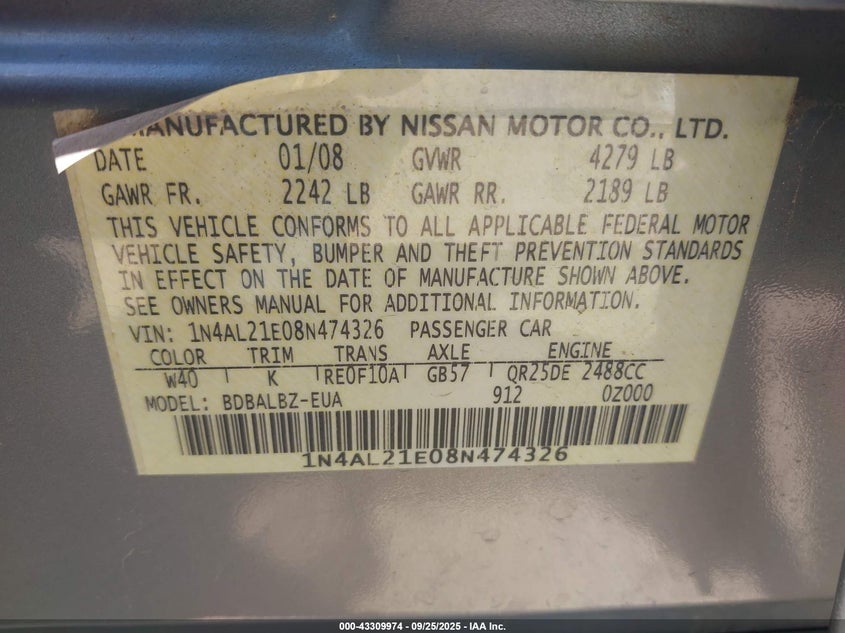 MANUFACTURED BY NISSAN MOTOR CO., LTD.
DATE 01/08 GVWR 4279 LB
GAWR FR. 2242 LB GAWR RR. 2189 LB
THIS VEHICLE CONFORMS TO ALL APPLICABLE FEDERAL MOTOR
VEHICLE SAFETY, BUMPER AND THEFT PREVENTION STANDARDS
IN EFFECT ON THE DATE OF MANUFACTURE SHOWN ABOVE.
SEE OWNERS MANUAL FOR ADDITIONAL INFORMATION.
VIN: 1N4AL21E08N474326 PASSENGER CAR
COLOR TRIM TRANS AXLE ENGINE
W40 K RE0F10A GB57 QR25DE 2488CC
MODEL: BDBALBZ-EUA 912 0Z000
1N4AL21E08N474326
000-43309974 - 09/25/2025 - IAA Inc.